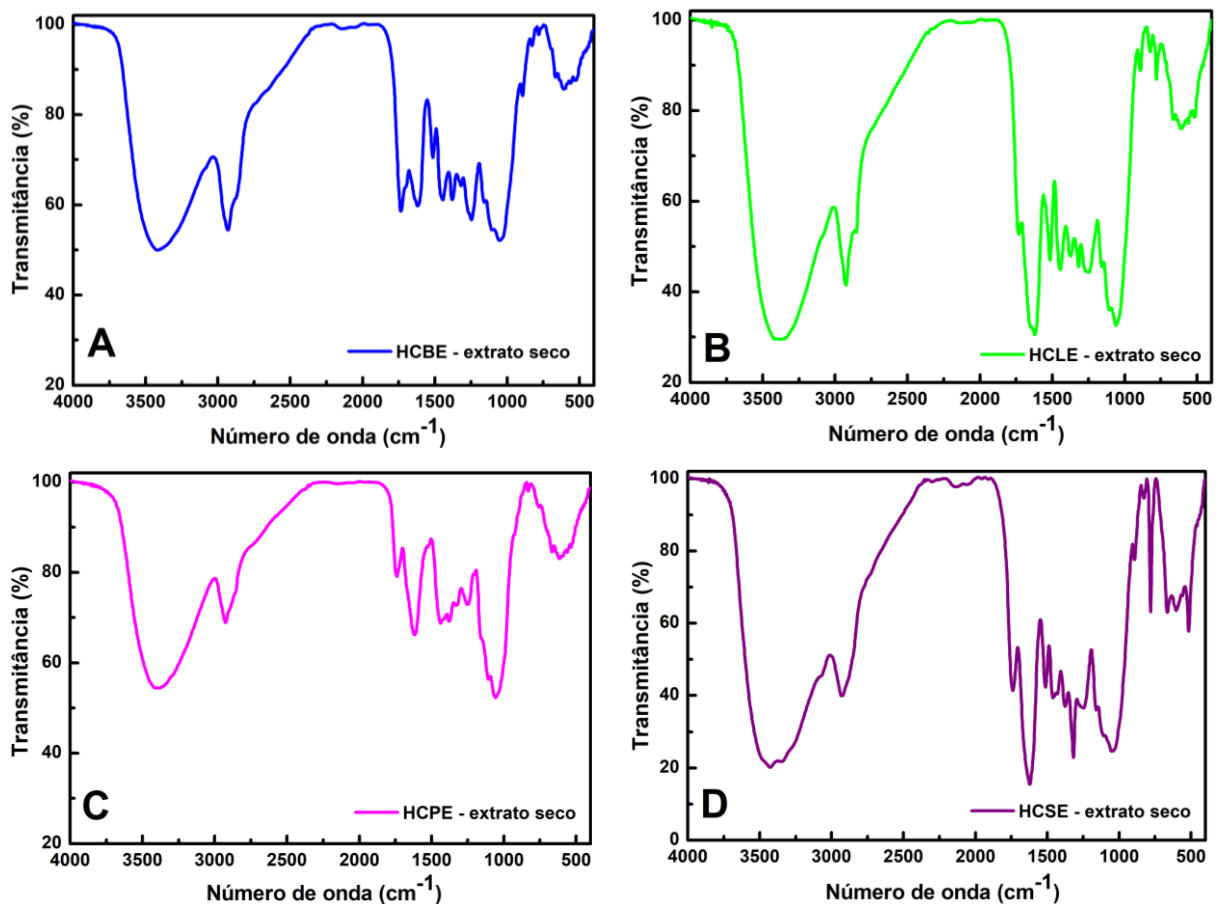 Transmitância (%)
100
80
60
40
20
A
HCBE - extrato seco
4000 3500 3000 2500 2000 1500 1000 500
Número de onda (cm-1)
Transmitância (%)
100
80
60
40
20
B
HCLE - extrato seco
4000 3500 3000 2500 2000 1500 1000 500
Número de onda (cm-1)
Transmitância (%)
100
80
60
40
20
C
HCPE - extrato seco
4000 3500 3000 2500 2000 1500 1000 500
Número de onda (cm-1)
Transmitância (%)
100
80
60
40
20
0
D
HCSE - extrato seco
4000 3500 3000 2500 2000 1500 1000 500
Número de onda (cm-1)